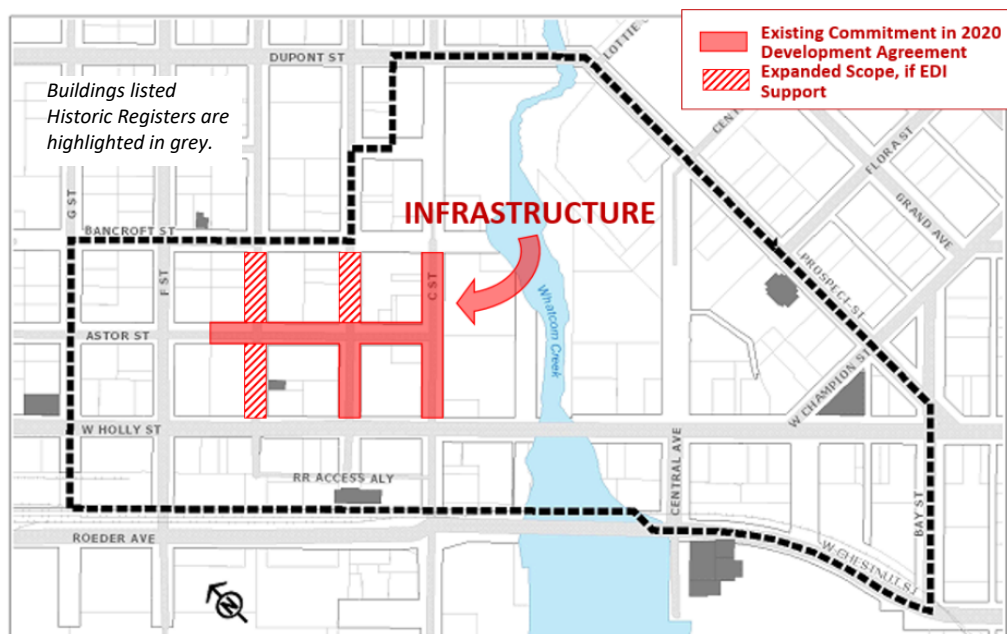 Existing Commitment in 2020
Development Agreement
Expanded Scope, if EDI
Support
Buildings listed
Historic Registers are
highlighted in grey.
DUPONT ST
LOTTIE
CENT
FLORA ST
GRAND AVE
G ST
BANCROFT ST
INFRASTRUCTURE
F ST
C ST
PROSPECT ST
Whatcom Creek
ASTOR ST
W CHAMPION ST
W HOLLY ST
CENTRAL AVE
RR ACCESS ALY
BAY ST
ROEDER AVE
W CHESTNUT ST
N